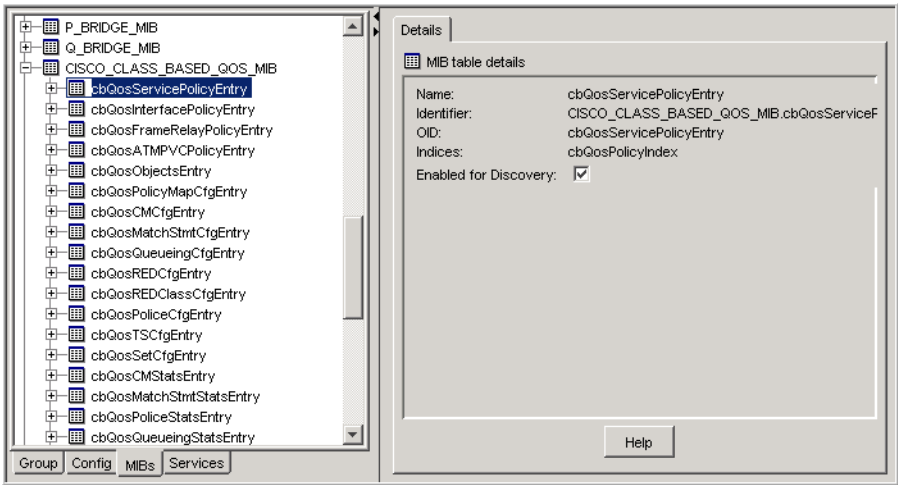 P_BRIDGE_MIB
Q_BRIDGE_MIB
CISCO_CLASS_BASED_QOS_MIB
cbQosServicePolicyEntry
cbQosInterfacePolicyEntry
cbQosFrameRelayPolicyEntry
cbQosATMPVCPolicyEntry
cbQosObjectsEntry
cbQosPolicyMapCfgEntry
cbQosCMCfgEntry
cbQosMatchStmtCfgEntry
cbQosQueueingCfgEntry
cbQosREDCfgEntry
cbQosREDClassCfgEntry
cbQosPoliceCfgEntry
cbQosTSCfgEntry
cbQosSetCfgEntry
cbQosCMStatsEntry
cbQosMatchStmtStatsEntry
cbQosPoliceStatsEntry
cbQosQueueingStatsEntry
Group Config MIBs Services
Details
MIB table details
Name: cbQosServicePolicyEntry
Identifier: CISCO_CLASS_BASED_QOS_MIB.cbQosServiceP
OID: cbQosServicePolicyEntry
Indices: cbQosPolicyIndex
Enabled for Discovery:
Help